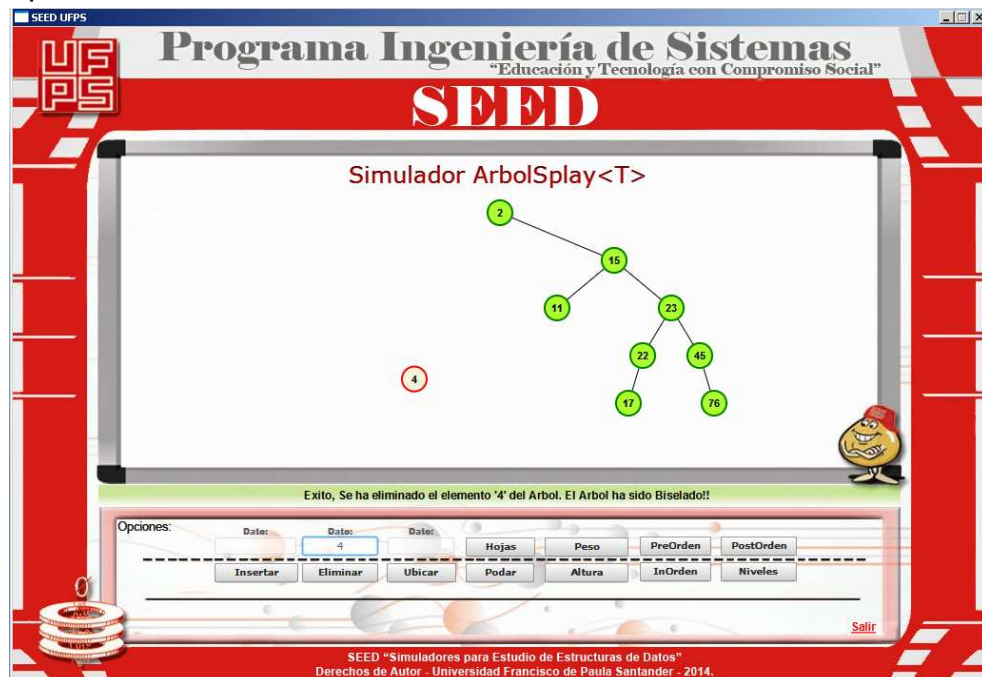 SEED UFPS
UFPS
Programa Ingeniería de Sistemas
“Educación y Tecnología con Compromiso Social”
SEED
Simulador ArbolSplay<T>
2
15
11
23
22
45
4
17
76
Exito, Se ha eliminado el elemento '4' del Arbol. El Arbol ha sido Biselado!!
Opciones:
Dato: Dato: Dato:
4 Hojas Peso PreOrden PostOrden
Insertar Eliminar Ubicar Podar Altura InOrden Niveles
Salir
SEED “Simuladores para Estudio de Estructuras de Datos”
Derechos de Autor - Universidad Francisco de Paula Santander - 2014.